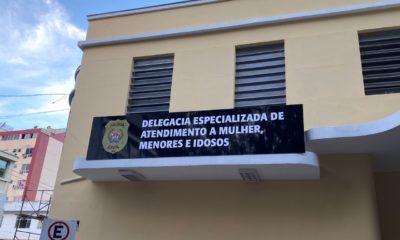 DELEGACIA ESPECIALIZADA DE
ATENDIMENTO A MULHER,
MENORES E IDOSOS
E